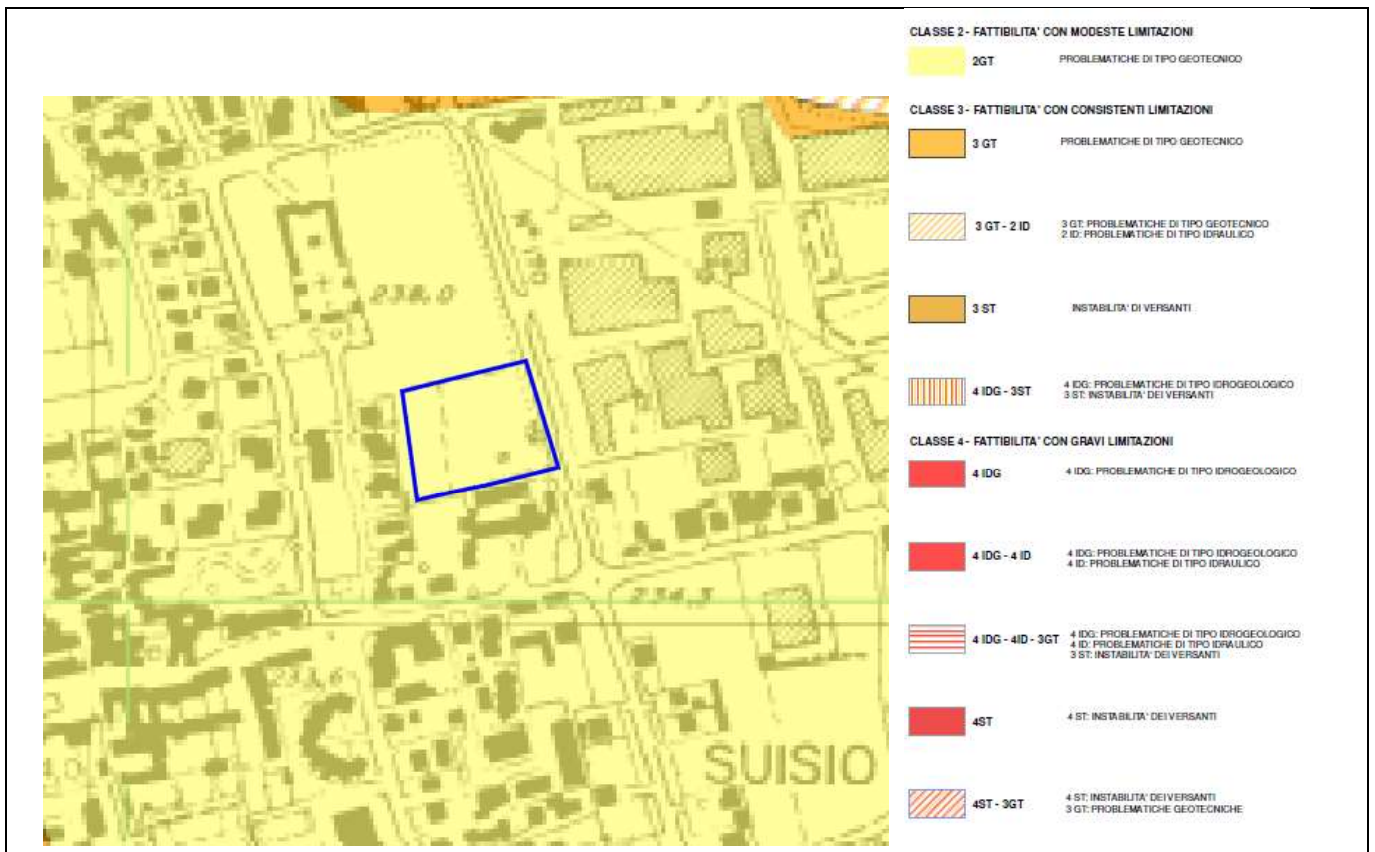 CLASSE 2 - FATTIBILITA' CON MODESTE LIMITAZIONI
2GT PROBLEMATICHE DI TIPO GEOTECNICO
CLASSE 3 - FATTIBILITA' CON CONSISTENTI LIMITAZIONI
3 GT PROBLEMATICHE DI TIPO GEOTECNICO
3 GT - 2 ID 3 GT: PROBLEMATICHE DI TIPO GEOTECNICO
2 ID: PROBLEMATICHE DI TIPO IDRAULICO
3 ST INSTABILITA' DI VERSANTI
4 IDG - 3ST 4 IDG: PROBLEMATICHE DI TIPO IDROGEOLOGICO
3 ST: INSTABILITA' DEI VERSANTI
CLASSE 4 - FATTIBILITA' CON GRAVI LIMITAZIONI
4 IDG 4 IDG: PROBLEMATICHE DI TIPO IDROGEOLOGICO
4 IDG - 4 ID 4 IDG: PROBLEMATICHE DI TIPO IDROGEOLOGICO
4 ID: PROBLEMATICHE DI TIPO IDRAULICO
4 IDG - 4ID - 3GT 4 IDG: PROBLEMATICHE DI TIPO IDROGEOLOGICO
4 ID: PROBLEMATICHE DI TIPO IDRAULICO
3 ST: INSTABILITA' DEI VERSANTI
4ST 4 ST: INSTABILITA' DEI VERSANTI
4ST - 3GT 4 ST: INSTABILITA' DEI VERSANTI
3 GT: PROBLEMATICHE GEOTECNICHE
238,0
234,3
SUISIO